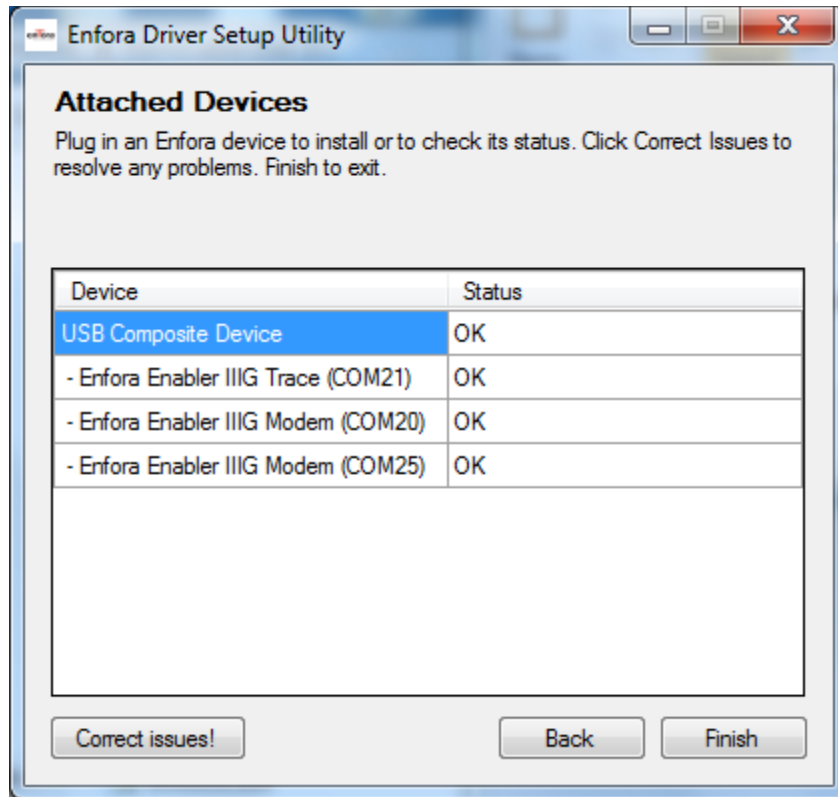 enfora Enfora Driver Setup Utility
Attached Devices
Plug in an Enfora device to install or to check its status. Click Correct Issues to
resolve any problems. Finish to exit.
Device Status
USB Composite Device OK
- Enfora Enabler IIIG Trace (COM21) OK
- Enfora Enabler IIIG Modem (COM20) OK
- Enfora Enabler IIIG Modem (COM25) OK
Correct issues! Back Finish